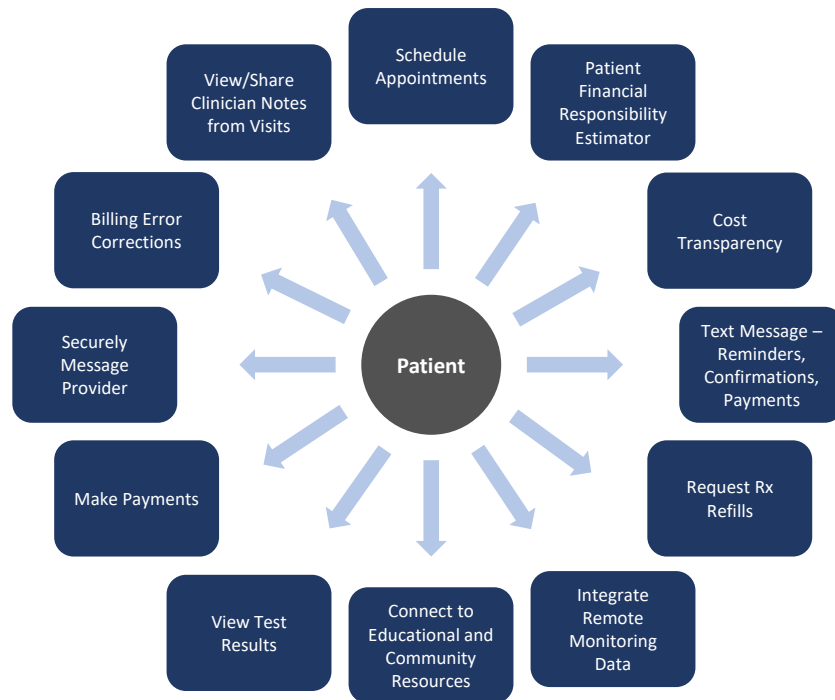 Schedule
Appointments
Patient
Financial
Responsibility
Estimator
Cost
Transparency
Text Message –
Reminders,
Confirmations,
Payments
Request Rx
Refills
Integrate
Remote
Monitoring
Data
Connect to
Educational and
Community
Resources
View Test
Results
Make Payments
Securely
Message
Provider
Billing Error
Corrections
View/Share
Clinician Notes
from Visits
Patient